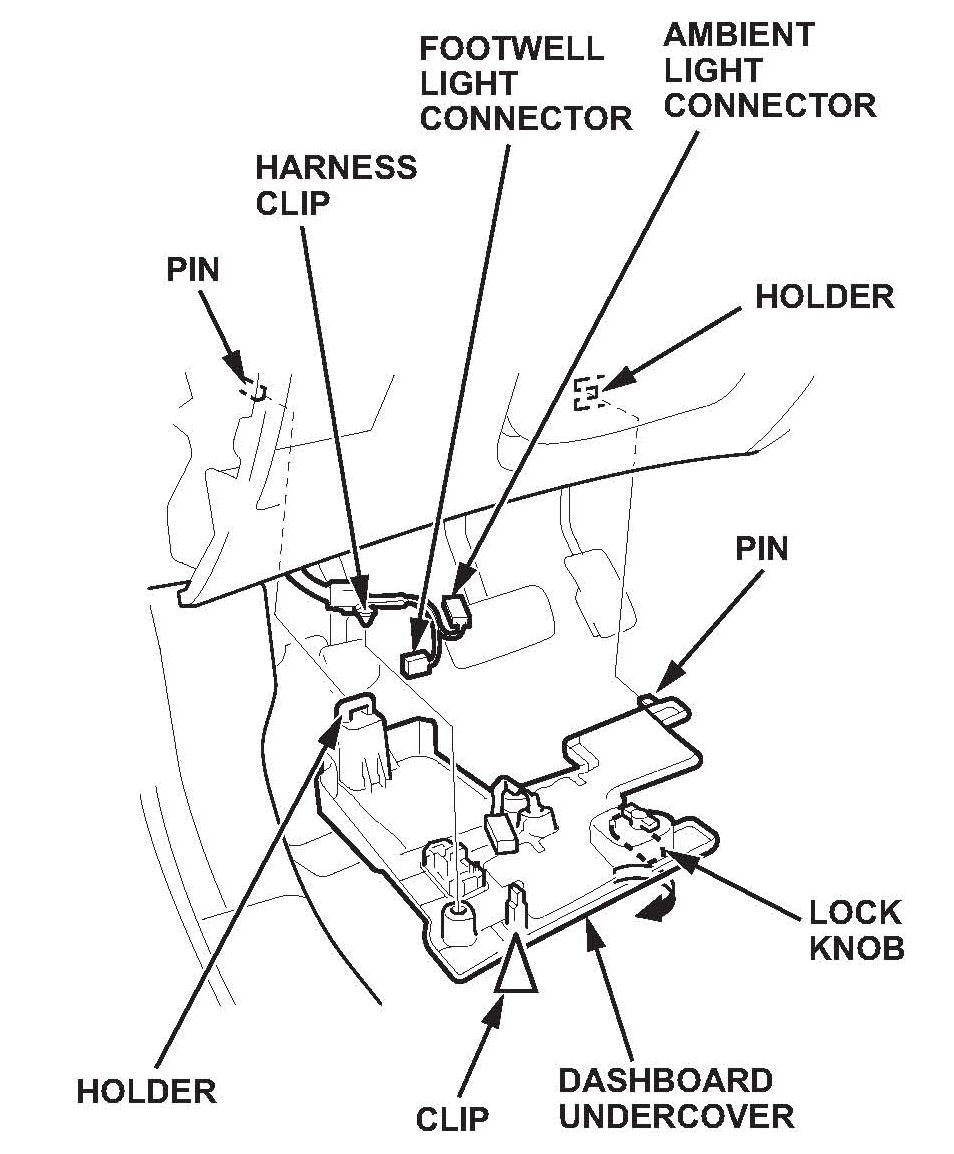 FOOTWELL
LIGHT
CONNECTOR
AMBIENT
LIGHT
CONNECTOR
HARNESS
CLIP
PIN
HOLDER
PIN
LOCK
KNOB
HOLDER
CLIP
DASHBOARD
UNDERCOVER